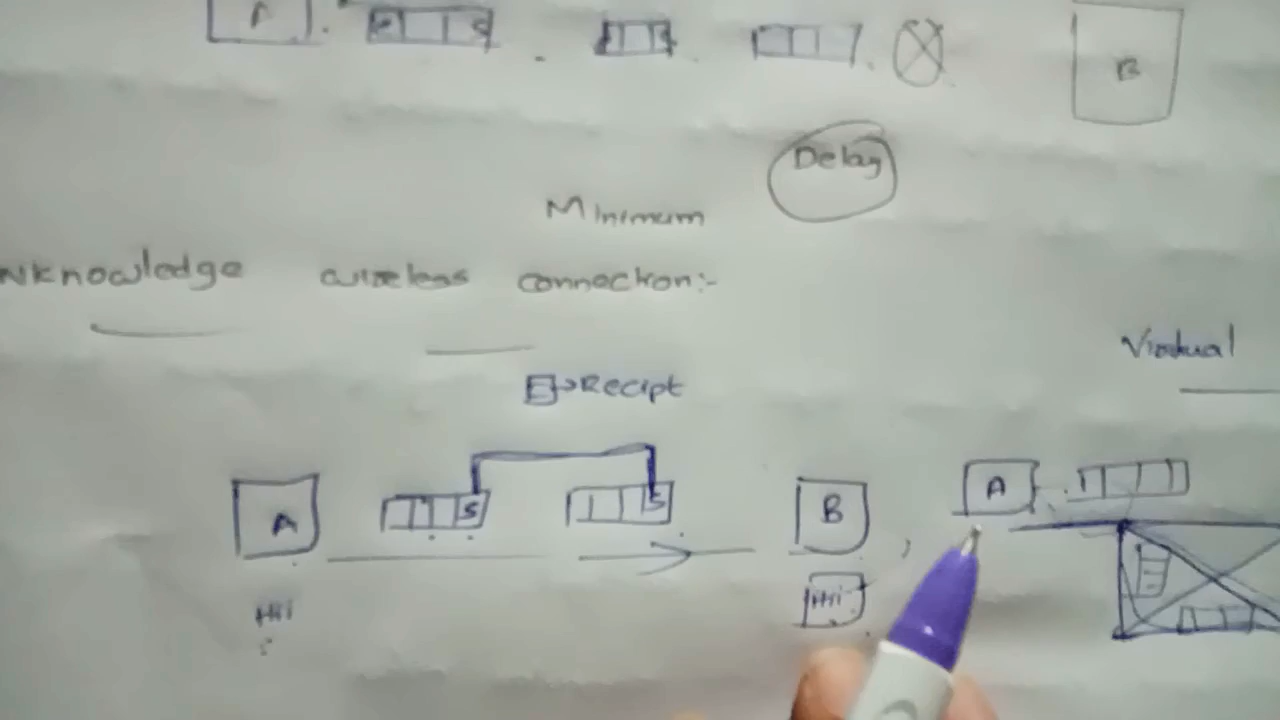 A
S
B
Delay
Minimum
nknowledge wireless connection:-
Virtual
→Recipt
A S S B A
Hii Hii